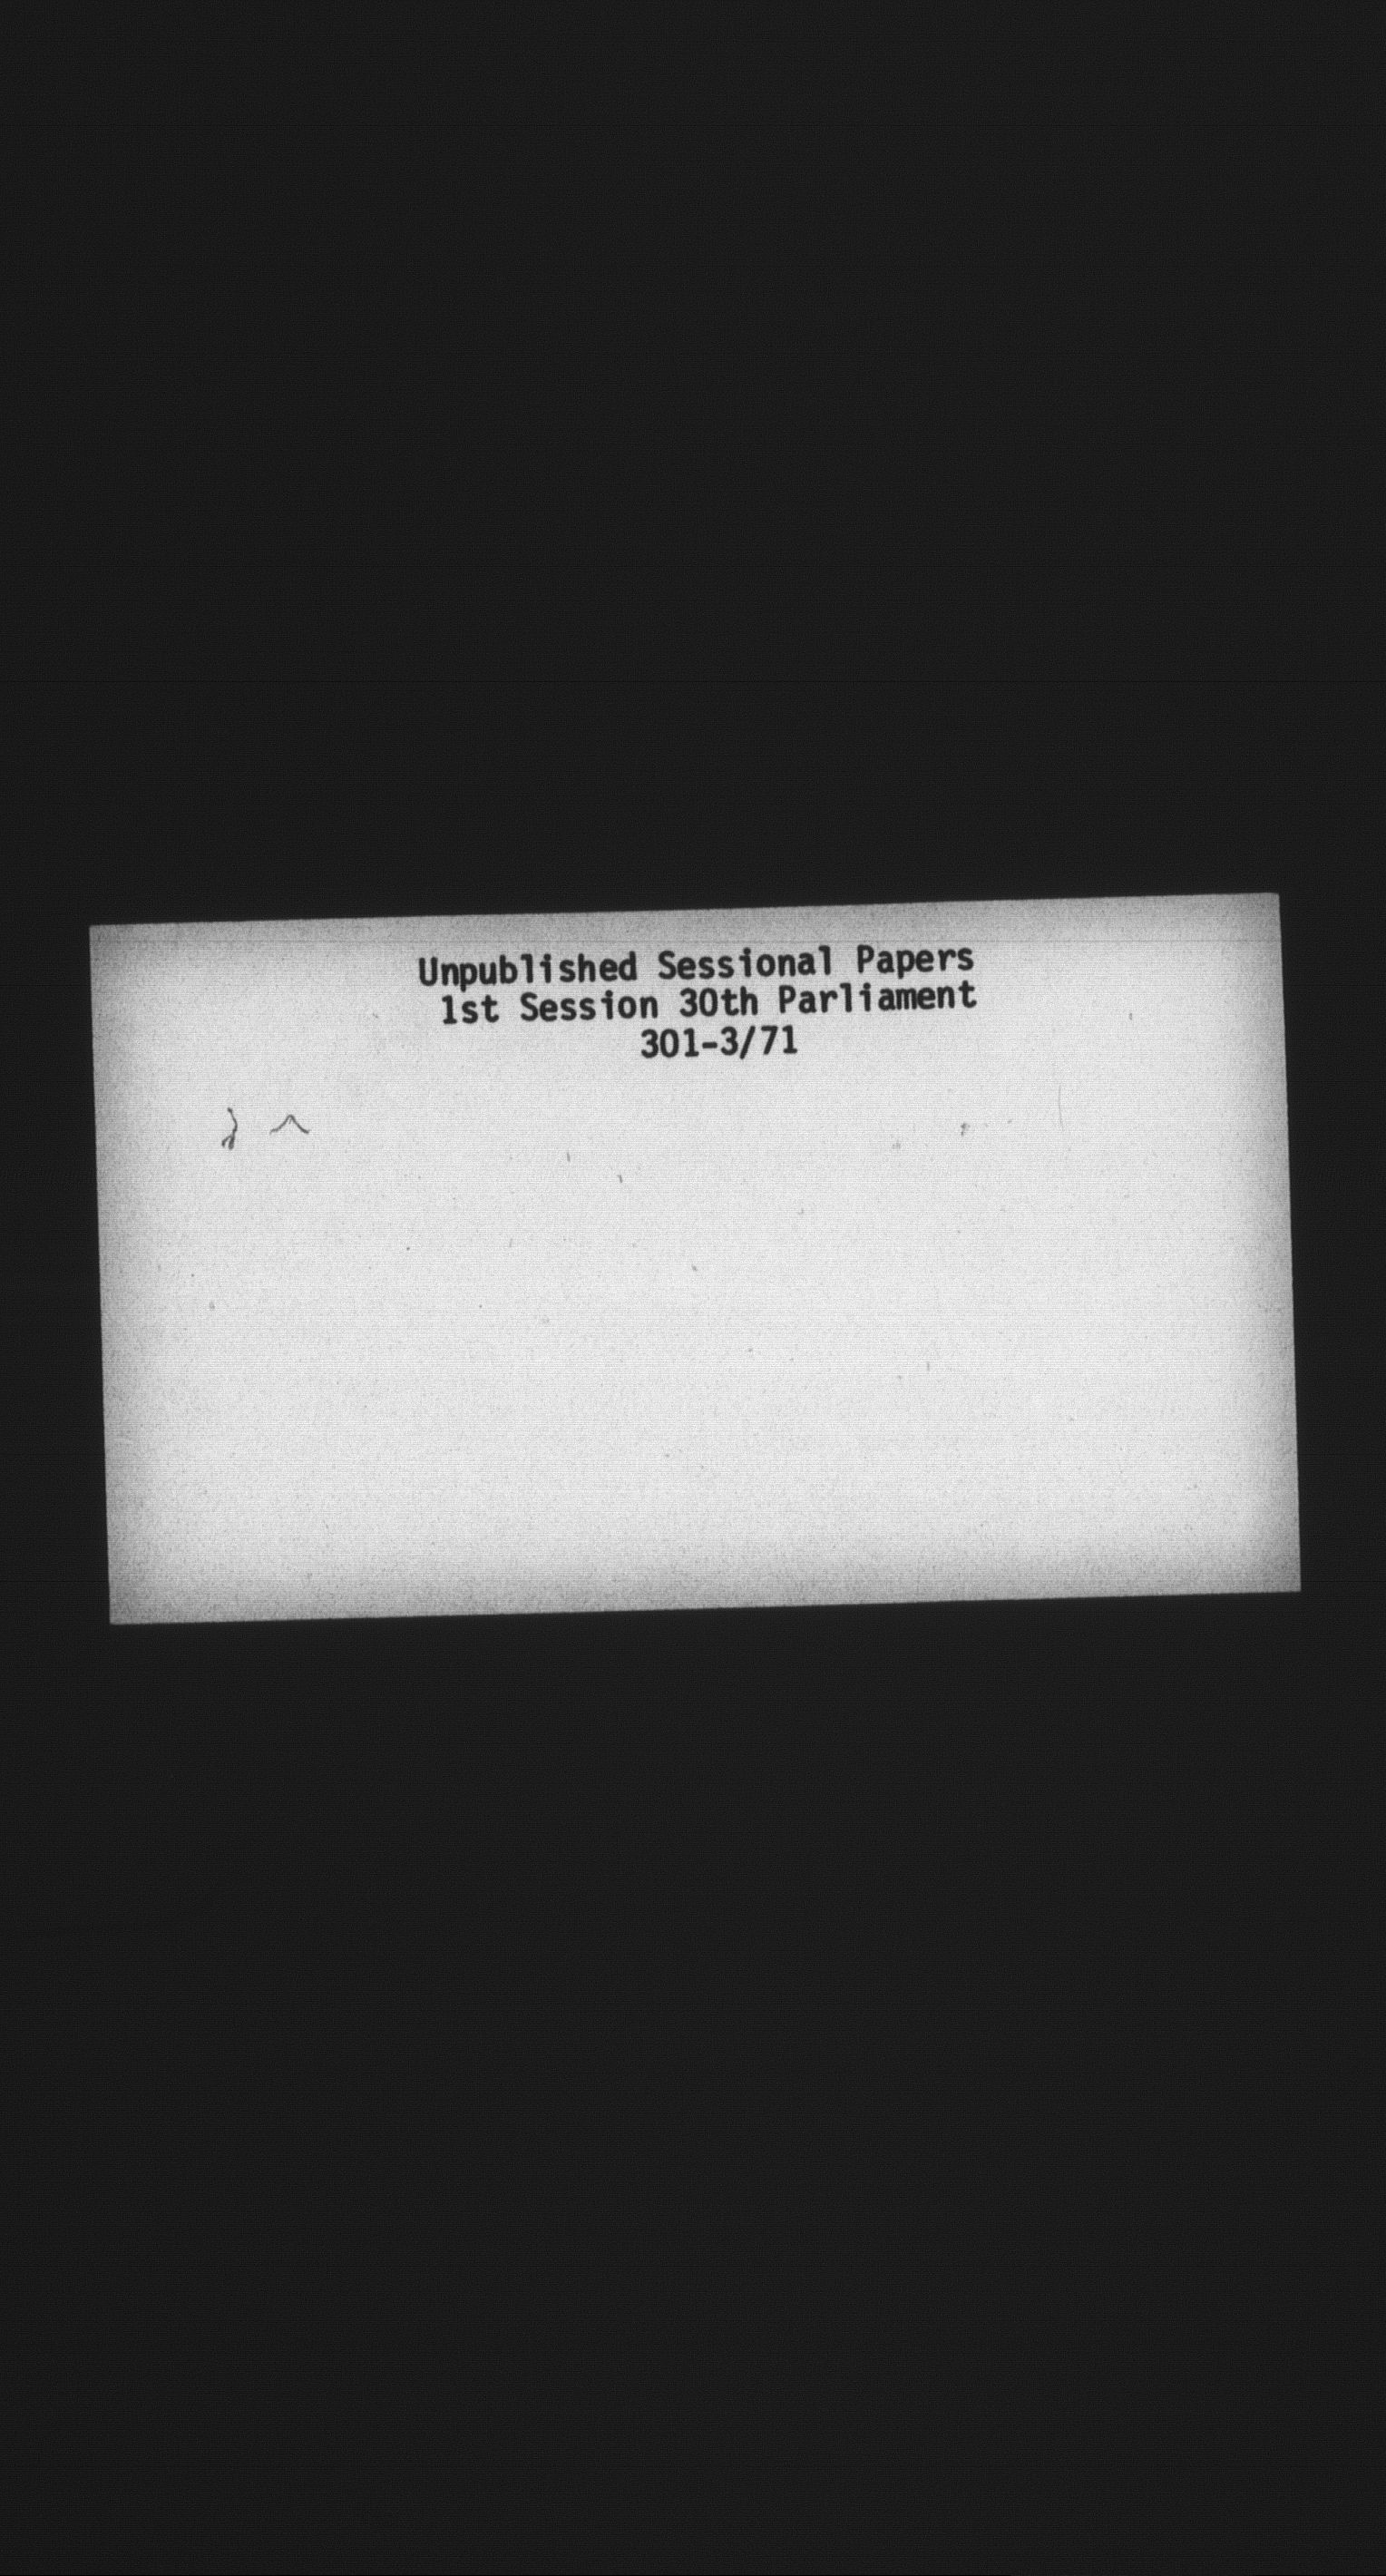 Unpublished Sessional Papers
1st Session 30th Parliament
301-3/71